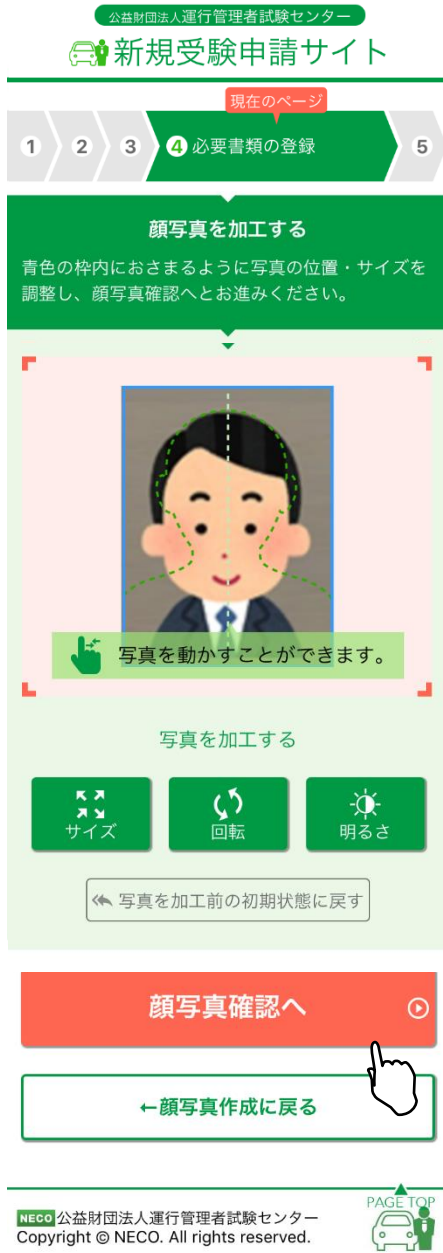 公益財団法人運行管理者試験センター
新規受験申請サイト
現在のページ
1 2 3 4 必要書類の登録 5
顔写真を加工する
青色の枠内におさまるように写真の位置・サイズを
調整し、顔写真確認へとお進みください。
写真を動かすことができます。
写真を加工する
サイズ 回転 明るさ
写真を加工前の初期状態に戻す
顔写真確認へ
←顔写真作成に戻る
PAGE TOP
NECO 公益財団法人運行管理者試験センター
Copyright © NECO. All rights reserved.